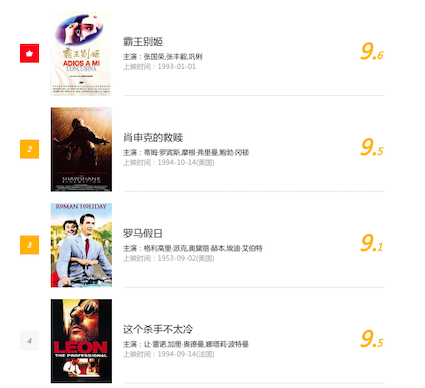 霸王别姬
ADIOS A MI
CONCUBINA
霸王别姬
主演：张国荣,张丰毅,巩俐
上映时间：1993-01-01
9.6
2
SHAWSHANK
REDEMPTION
肖申克的救赎
主演：蒂姆·罗宾斯,摩根·弗里曼,鲍勃·冈顿
上映时间：1994-10-14(美国)
9.5
3
ROMAN HOLIDAY
罗马假日
主演：格利高里·派克,奥黛丽·赫本,埃迪·艾伯特
上映时间：1953-09-02(美国)
9.1
4
LEON
THE PROFESSIONAL
这个杀手不太冷
主演：让·雷诺,加里·奥德曼,娜塔莉·波特曼
上映时间：1994-09-14(法国)
9.5